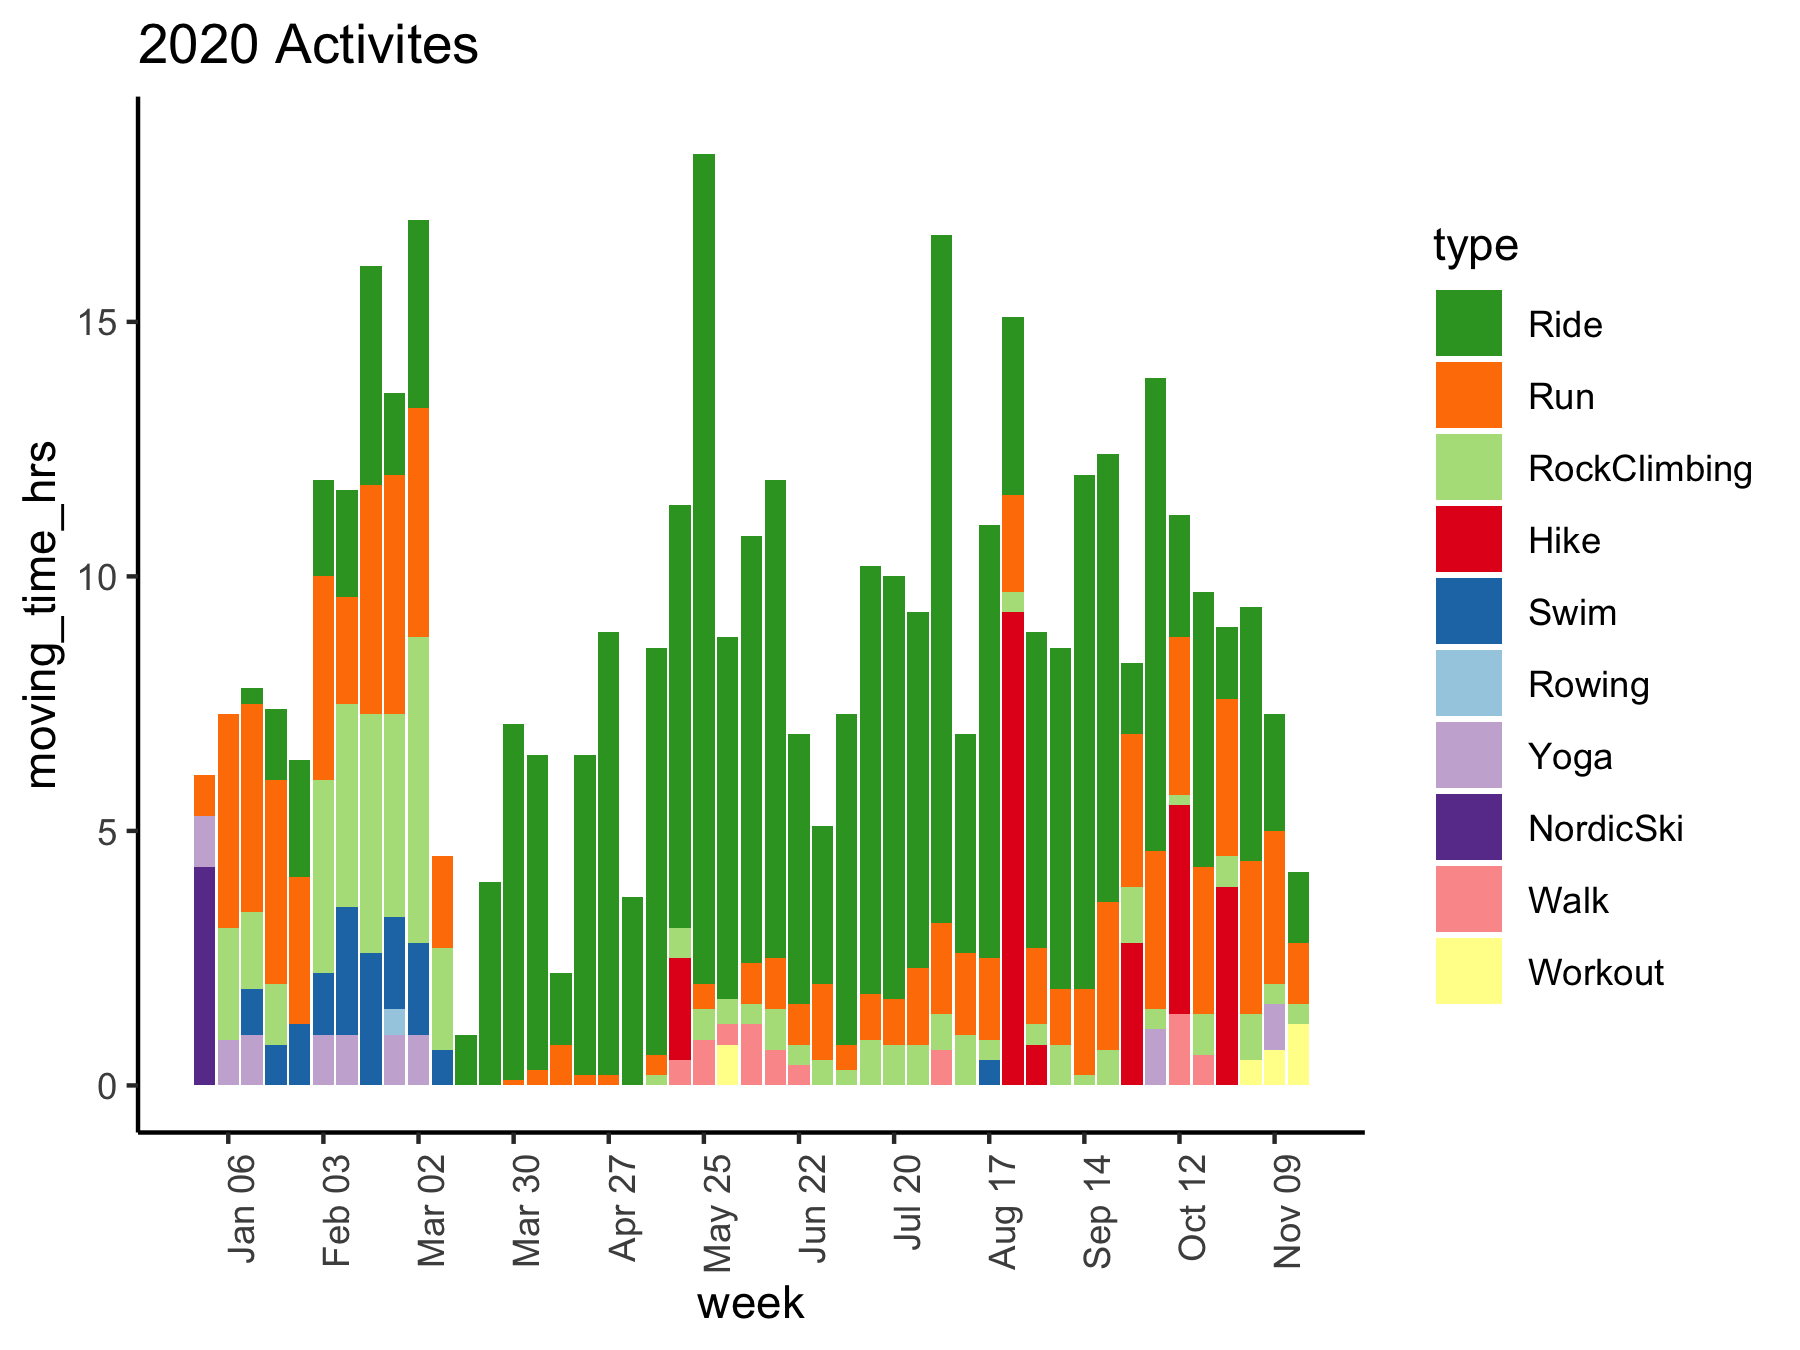 2020 Activites
moving_time_hrs
15
10
5
0
Jan 06
Feb 03
Mar 02
Mar 30
Apr 27
May 25
Jun 22
Jul 20
Aug 17
Sep 14
Oct 12
Nov 09
week
type
Ride
Run
RockClimbing
Hike
Swim
Rowing
Yoga
NordicSki
Walk
Workout